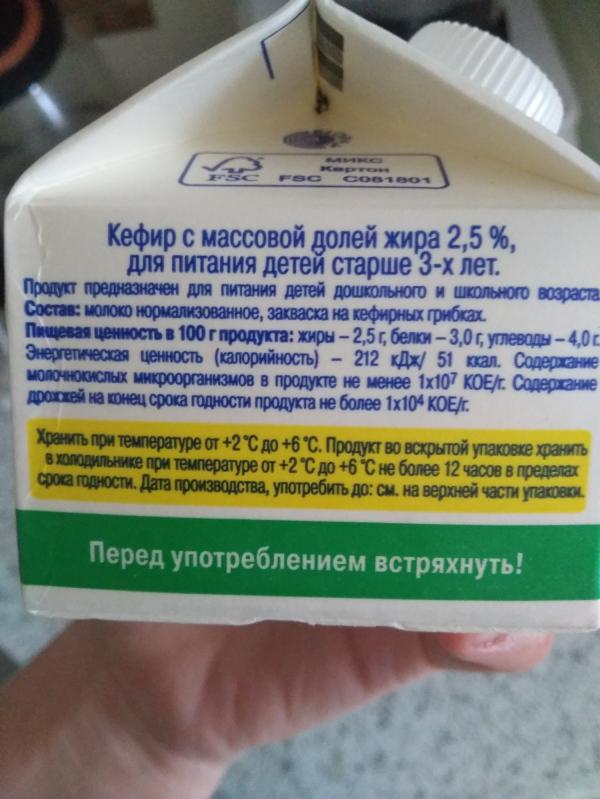 МИКС
Картон
FSC FSC C081801
Кефир с массовой долей жира 2,5 %,
для питания детей старше 3-х лет.
Продукт предназначен для питания детей дошкольного и школьного возраста.
Состав: молоко нормализованное, закваска на кефирных грибках.
Пищевая ценность в 100 г продукта: жиры – 2,5 г, белки – 3,0 г, углеводы – 4,0 г.
Энергетическая ценность (калорийность) – 212 кДж/ 51 ккал. Содержание
молочнокислых микроорганизмов в продукте не менее 1x10⁷ КОЕ/г. Содержание
дрожжей на конец срока годности продукта не более 1x10⁴ КОЕ/г.
Хранить при температуре от +2 °С до +6 °С. Продукт во вскрытой упаковке хранить
в холодильнике при температуре от +2 °С до +6 °С не более 12 часов в пределах
срока годности. Дата производства, употребить до: см. на верхней части упаковки.
Перед употреблением встряхнуть!